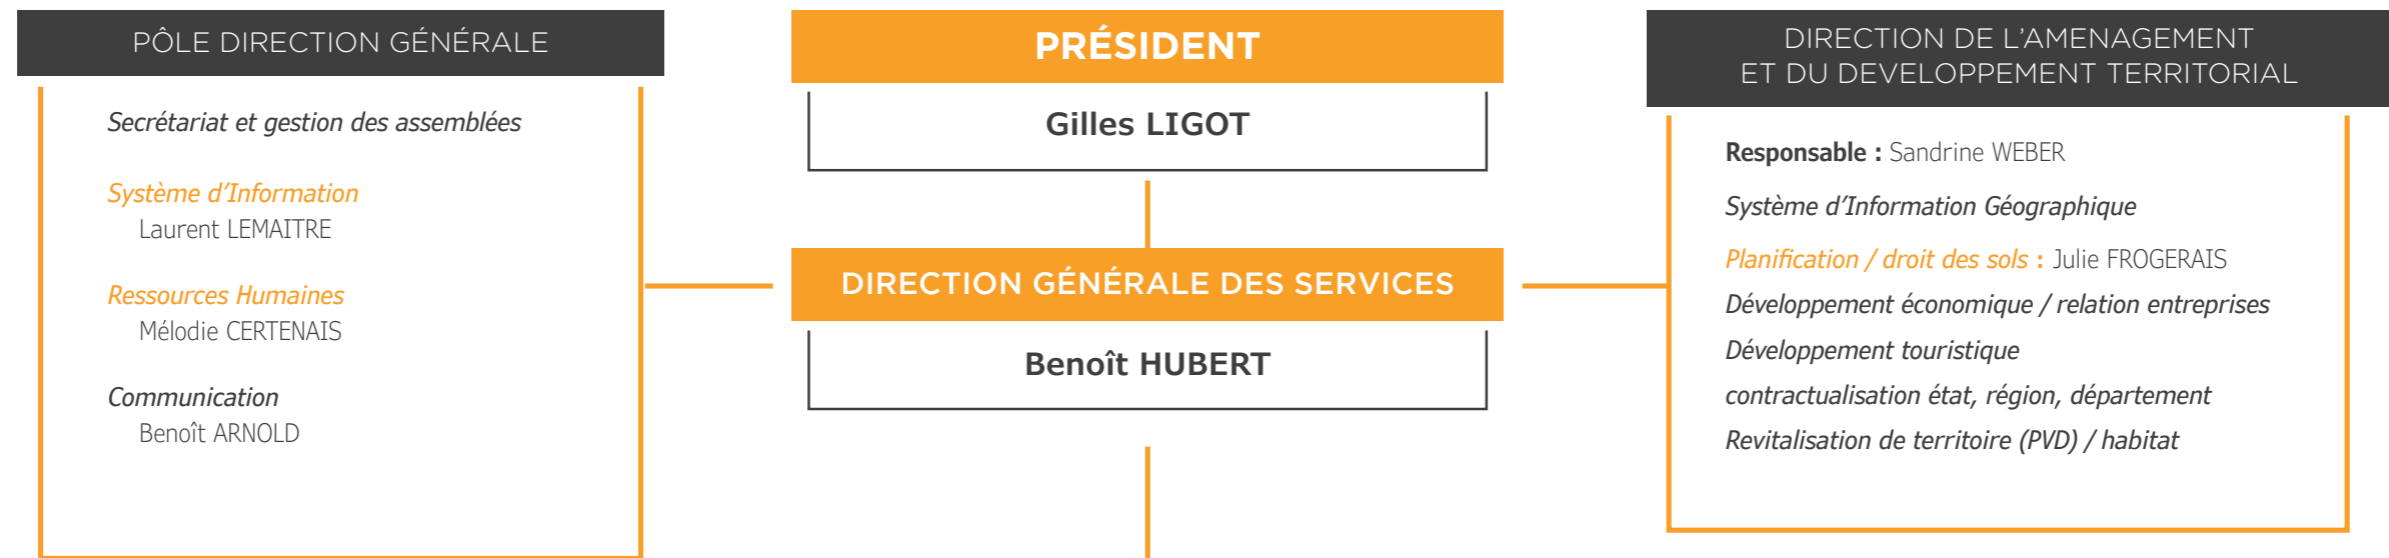 PÔLE DIRECTION GÉNÉRALE
Secrétariat et gestion des assemblées
Système d'Information
Laurent LEMAITRE
Ressources Humaines
Mélodie CERTENAIS
Communication
Benoît ARNOLD
PRÉSIDENT
Gilles LIGOT
DIRECTION GÉNÉRALE DES SERVICES
Benoît HUBERT
DIRECTION DE L'AMENAGEMENT
ET DU DEVELOPPEMENT TERRITORIAL
Responsable : Sandrine WEBER
Système d'Information Géographique
Planification / droit des sols : Julie FROGERAIS
Développement économique / relation entreprises
Développement touristique
contractualisation état, région, département
Revitalisation de territoire (PVD) / habitat